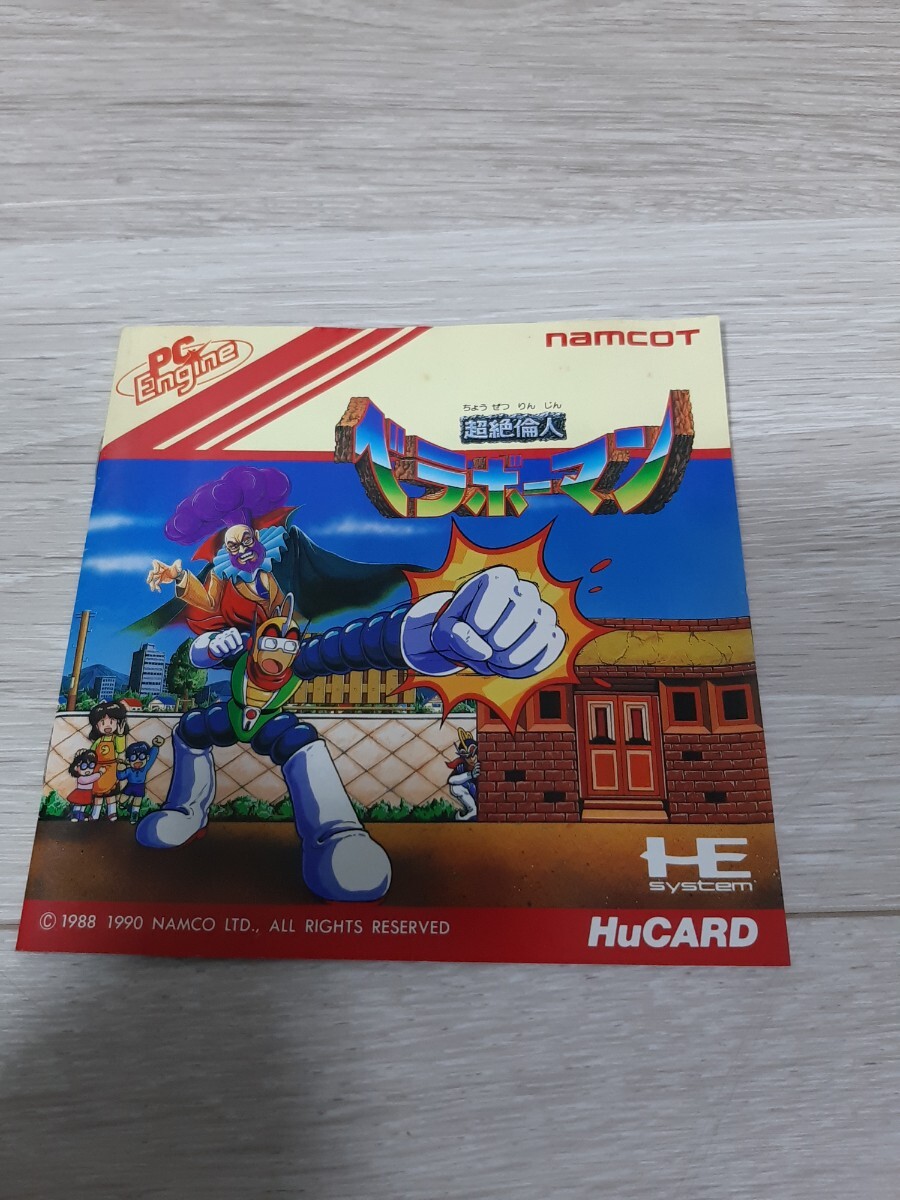 PC Engine
namcoT
ちょう ぜつ りん じん
超絶倫人
ベラボーマン
HE
system
© 1988 1990 NAMCO LTD., ALL RIGHTS RESERVED
HuCARD